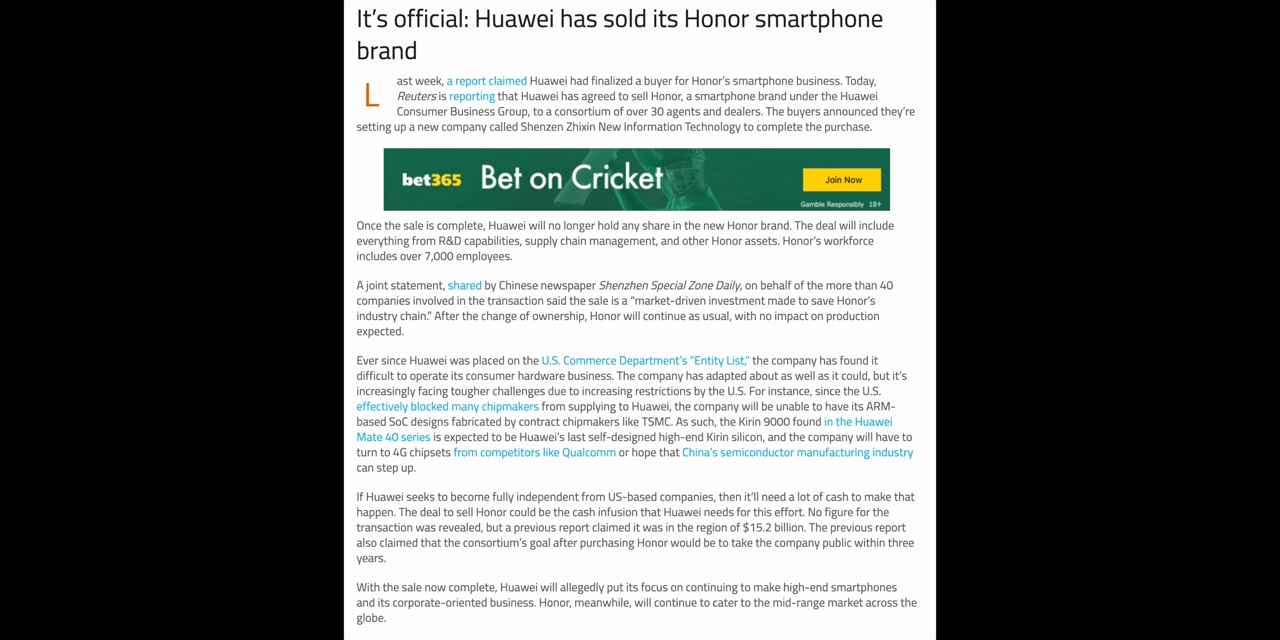 It’s official: Huawei has sold its Honor smartphone
brand
Last week, a report claimed Huawei had finalized a buyer for Honor’s smartphone business. Today,
Reuters is reporting that Huawei has agreed to sell Honor, a smartphone brand under the Huawei
Consumer Business Group, to a consortium of over 30 agents and dealers. The buyers announced they’re
setting up a new company called Shenzen Zhixin New Information Technology to complete the purchase.
bet365 Bet on Cricket Join Now
Gamble Responsibly 18+
Once the sale is complete, Huawei will no longer hold any share in the new Honor brand. The deal will include
everything from R&D capabilities, supply chain management, and other Honor assets. Honor’s workforce
includes over 7,000 employees.
A joint statement, shared by Chinese newspaper Shenzhen Special Zone Daily, on behalf of the more than 40
companies involved in the transaction said the sale is a “market-driven investment made to save Honor’s
industry chain.” After the change of ownership, Honor will continue as usual, with no impact on production
expected.
Ever since Huawei was placed on the U.S. Commerce Department’s “Entity List,” the company has found it
difficult to operate its consumer hardware business. The company has adapted about as well as it could, but it’s
increasingly facing tougher challenges due to increasing restrictions by the U.S. For instance, since the U.S.
effectively blocked many chipmakers from supplying to Huawei, the company will be unable to have its ARM-
based SoC designs fabricated by contract chipmakers like TSMC. As such, the Kirin 9000 found in the Huawei
Mate 40 series is expected to be Huawei’s last self-designed high-end Kirin silicon, and the company will have to
turn to 4G chipsets from competitors like Qualcomm or hope that China’s semiconductor manufacturing industry
can step up.
If Huawei seeks to become fully independent from US-based companies, then it’ll need a lot of cash to make that
happen. The deal to sell Honor could be the cash infusion that Huawei needs for this effort. No figure for the
transaction was revealed, but a previous report claimed it was in the region of $15.2 billion. The previous report
also claimed that the consortium’s goal after purchasing Honor would be to take the company public within three
years.
With the sale now complete, Huawei will allegedly put its focus on continuing to make high-end smartphones
and its corporate-oriented business. Honor, meanwhile, will continue to cater to the mid-range market across the
globe.